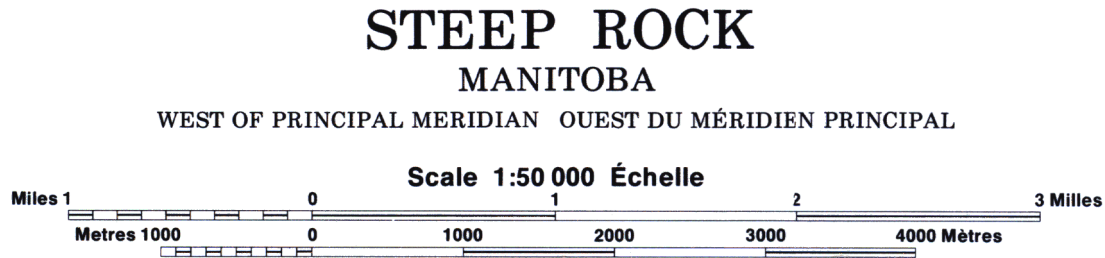 STEEP ROCK
MANITOBA
WEST OF PRINCIPAL MERIDIAN OUEST DU MÉRIDIEN PRINCIPAL
Scale 1:50 000 Échelle
Miles 1 0 1 2 3 Milles
Metres 1000 0 1000 2000 3000 4000 Mètres